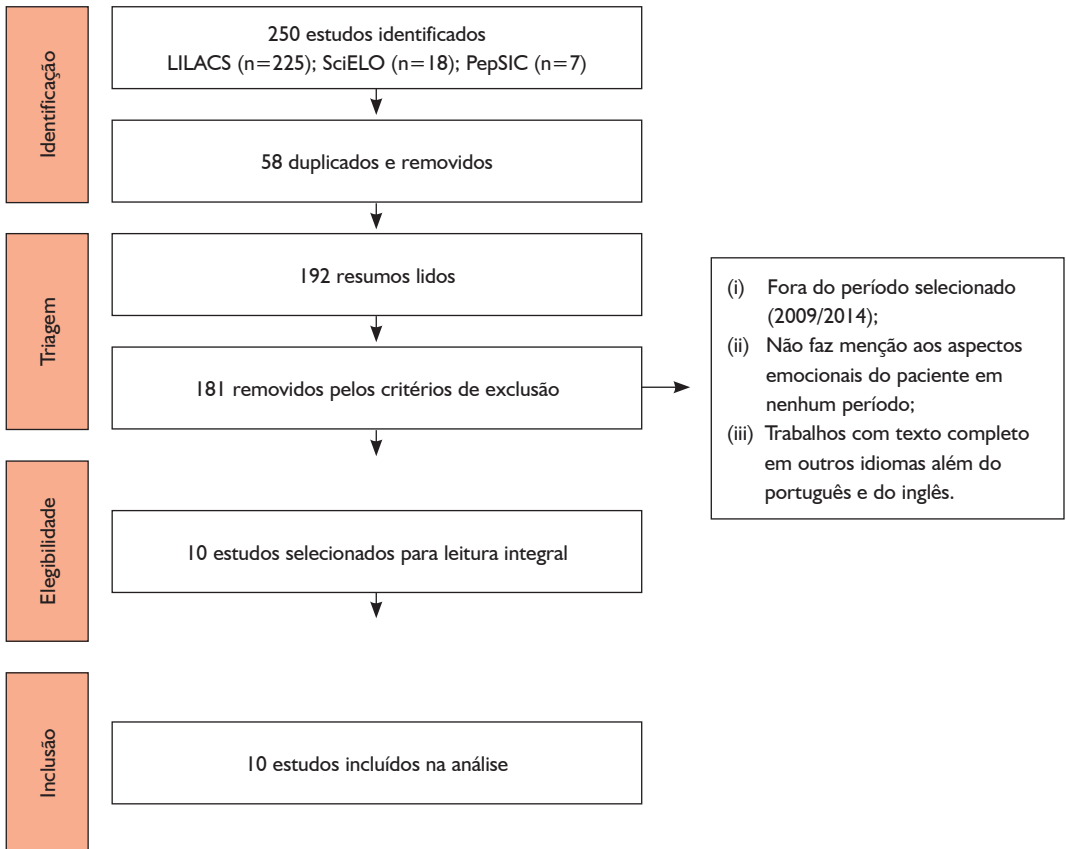 Identificação
250 estudos identificados
LILACS (n=225); SciELO (n=18); PepSIC (n=7)
58 duplicados e removidos
Triagem
192 resumos lidos
181 removidos pelos critérios de exclusão
(i) Fora do período selecionado
(2009/2014);
(ii) Não faz menção aos aspectos
emocionais do paciente em
nenhum período;
(iii) Trabalhos com texto completo
em outros idiomas além do
português e do inglês.
Elegibilidade
10 estudos selecionados para leitura integral
Inclusão
10 estudos incluídos na análise